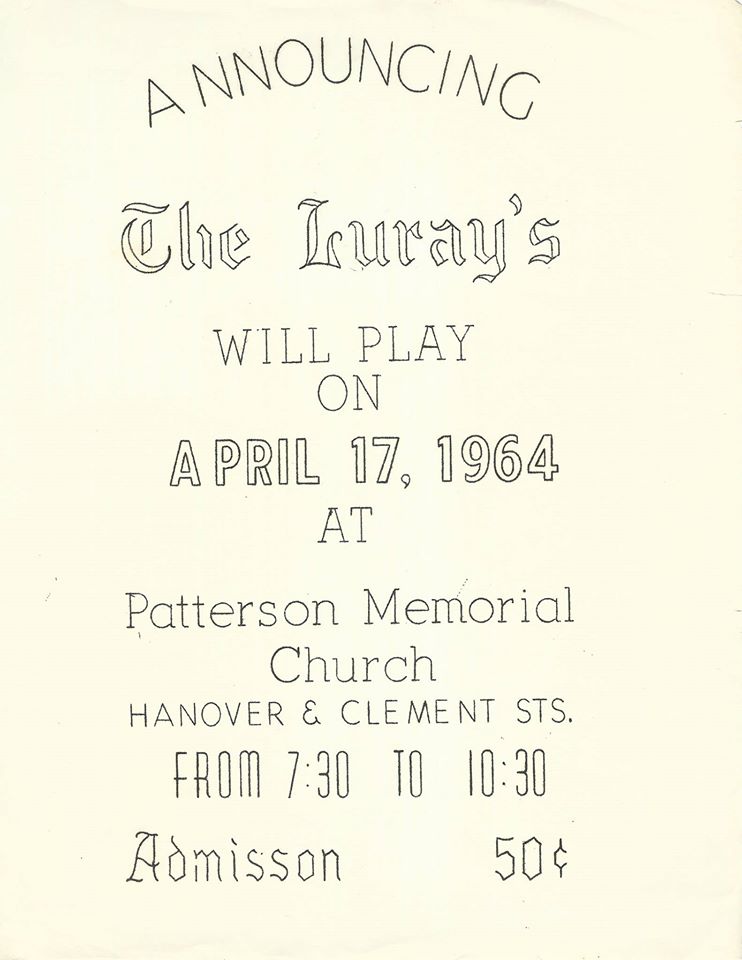 ANNOUNCING
The Luray's
WILL PLAY
ON
APRIL 17, 1964
AT
Patterson Memorial
Church
HANOVER & CLEMENT STS.
FROM 7:30 TO 10:30
Admisson 50¢